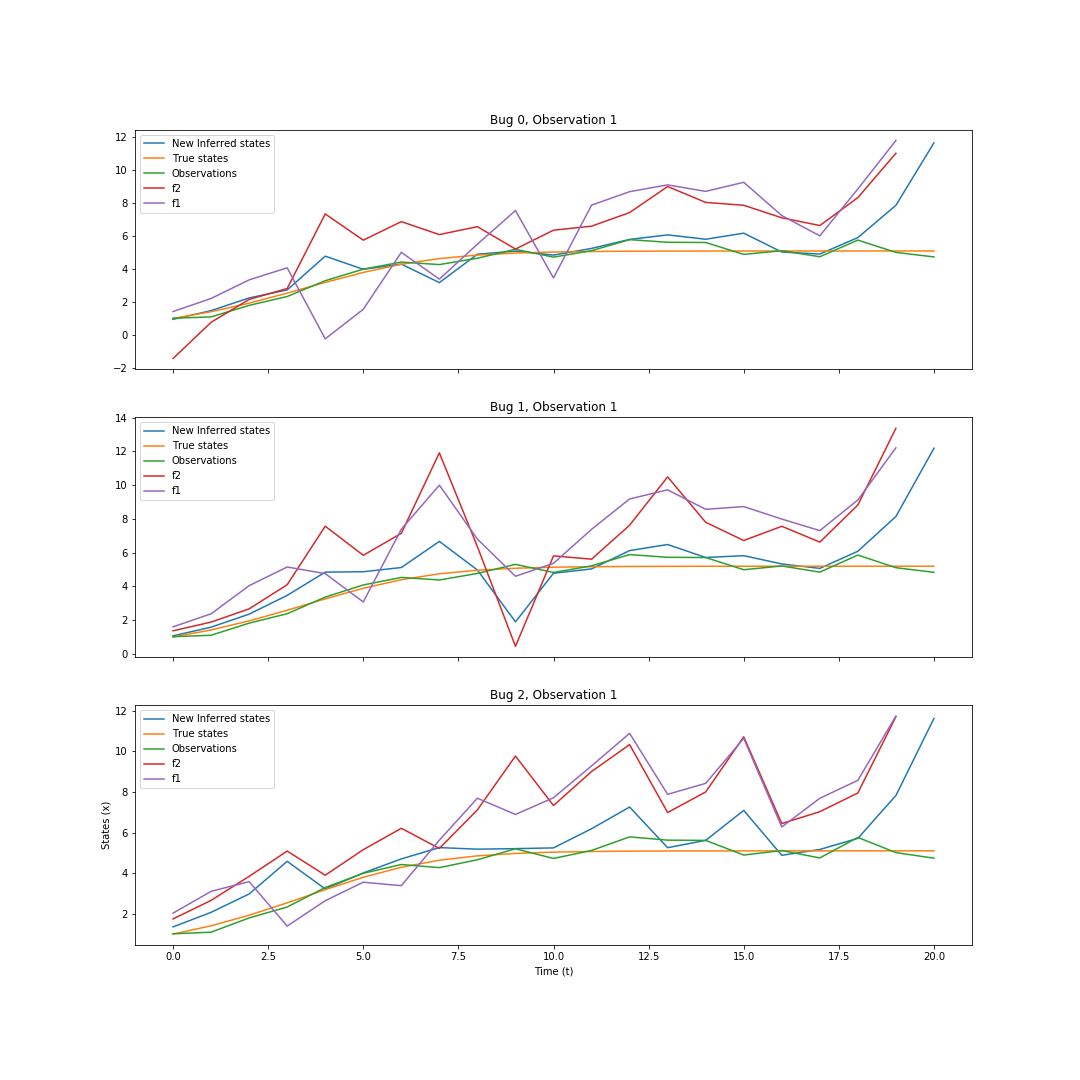 Bug 0, Observation 1
12
10
8
6
4
2
0
−2
New Inferred states
True states
Observations
f2
f1
Bug 1, Observation 1
14
12
10
8
6
4
2
0
New Inferred states
True states
Observations
f2
f1
Bug 2, Observation 1
12
10
8
6
4
2
States (x)
New Inferred states
True states
Observations
f2
f1
0.0 2.5 5.0 7.5 10.0 12.5 15.0 17.5 20.0
Time (t)